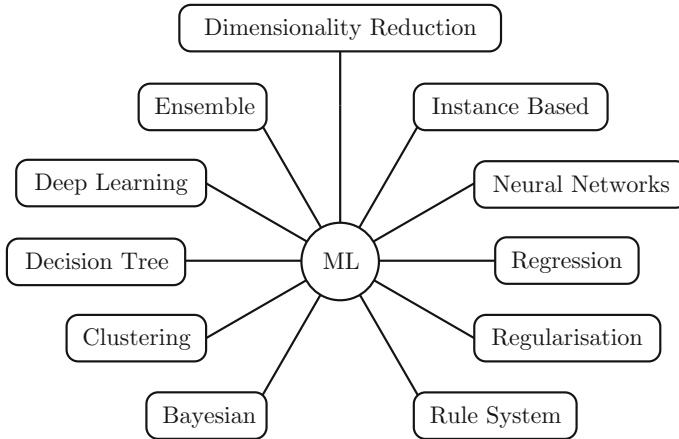 Dimensionality Reduction
Ensemble
Instance Based
Deep Learning
Neural Networks
Decision Tree
ML
Regression
Clustering
Regularisation
Bayesian
Rule System